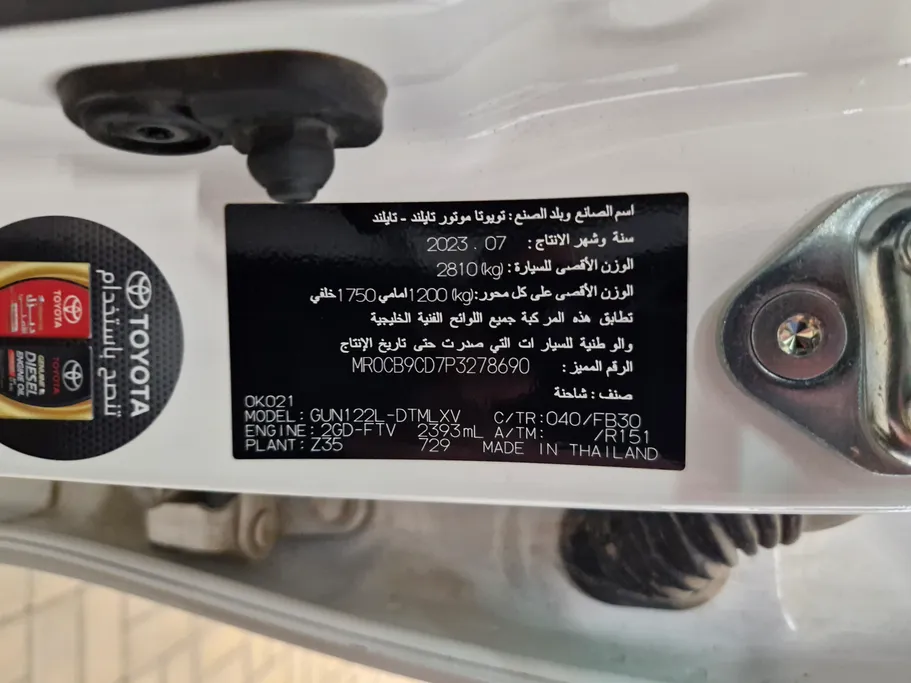 اسم الصانع وبلد الصنع: تويوتا موتور تايلند - تايلند
سنة وشهر الانتاج: 2023 . 07
الوزن الأقصى للسيارة: 2810 (kg)
الوزن الأقصى على كل محور: (kg) 1200 امامي 1750 خلفي
تطابق هذه المركبة جميع اللوائح الفنية الخليجية
والوطنية للسيارات التي صدرت حتى تاريخ الإنتاج
الرقم المميز: MR0CB9CD7P3278690
صنف: شاحنة
0K021
MODEL: GUN122L-DTMLXV C/TR: 040/FB30
ENGINE: 2GD-FTV 2393mL A/TM: /R151
PLANT: Z35 729 MADE IN THAILAND
TOYOTA
تنصح باستخدام
TOYOTA
GENUINE
DIESEL
ENGINE OIL
TOYOTA
ديزل